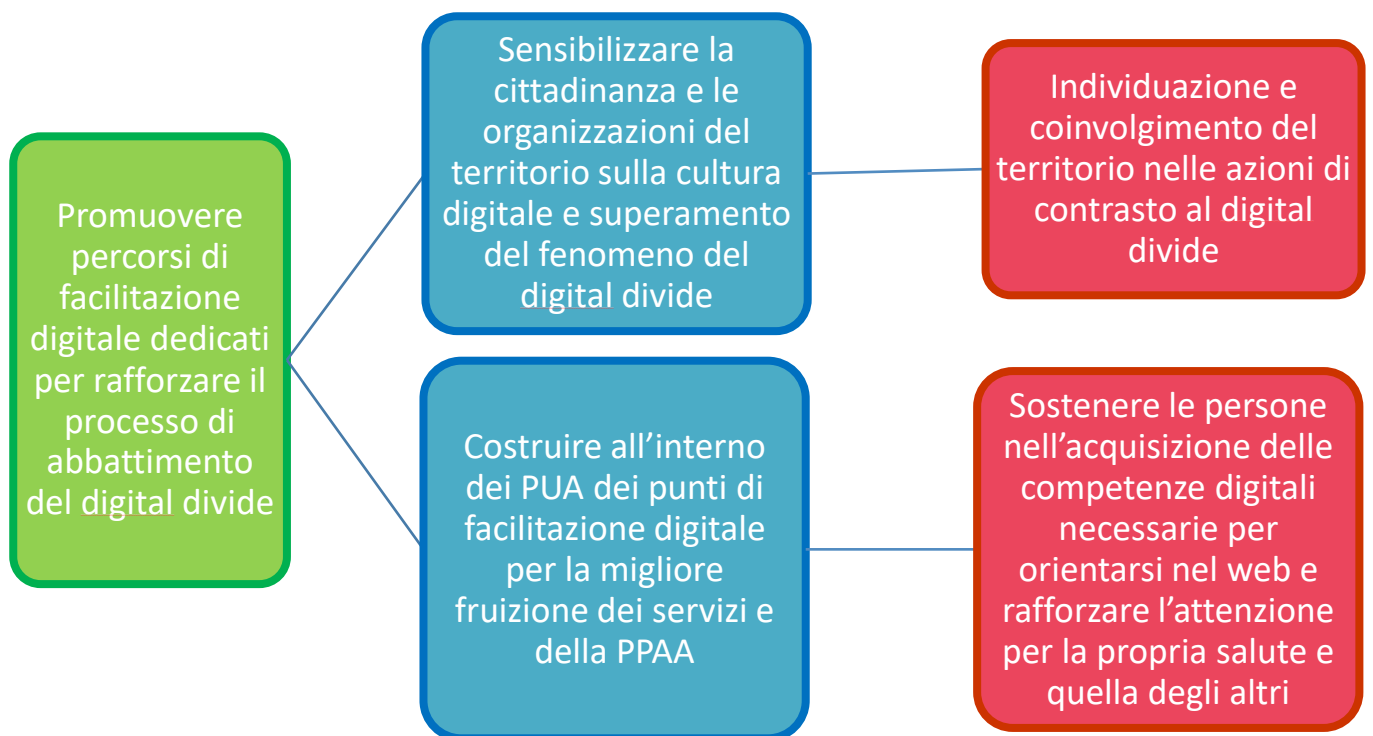 Promuovere
percorsi di
facilitazione
digitale dedicati
per rafforzare il
processo di
abbattimento
del digital divide
Sensibilizzare la
cittadinanza e le
organizzazioni del
territorio sulla cultura
digitale e superamento
del fenomeno del
digital divide
Individuazione e
coinvolgimento del
territorio nelle azioni di
contrasto al digital
divide
Costruire all’interno
dei PUA dei punti di
facilitazione digitale
per la migliore
fruizione dei servizi e
della PPAA
Sostenere le persone
nell’acquisizione delle
competenze digitali
necessarie per
orientarsi nel web e
rafforzare l’attenzione
per la propria salute e
quella degli altri